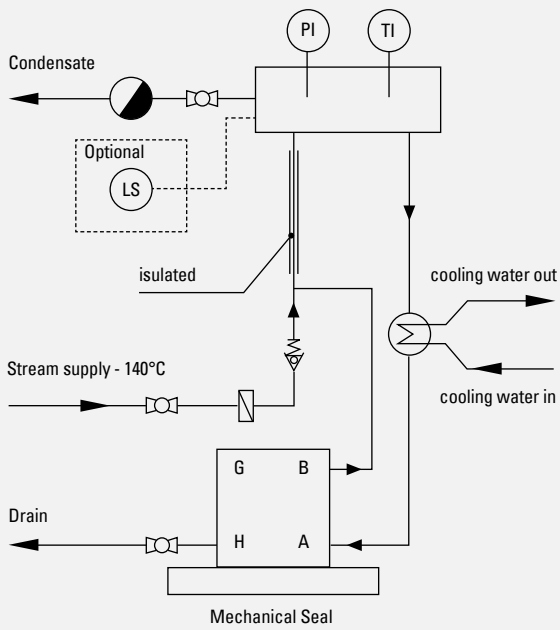 PI
TI
Condensate
Optional
LS
isulated
cooling water out
Stream supply - 140°C
cooling water in
G
B
Drain
H
A
Mechanical Seal